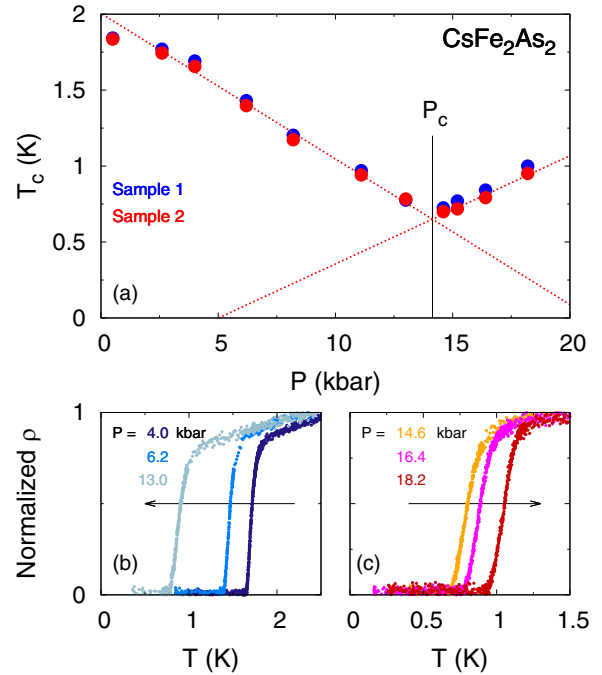 CsFe₂As₂
2
1.5
1
0.5
0
T_c (K)
P_c
Sample 1
Sample 2
(a)
0 5 10 15 20
P (kbar)
1
0
Normalized ρ
P = 4.0 kbar
6.2
13.0
(b)
0 1 2
T (K)
P = 14.6 kbar
16.4
18.2
(c)
0 0.5 1 1.5
T (K)